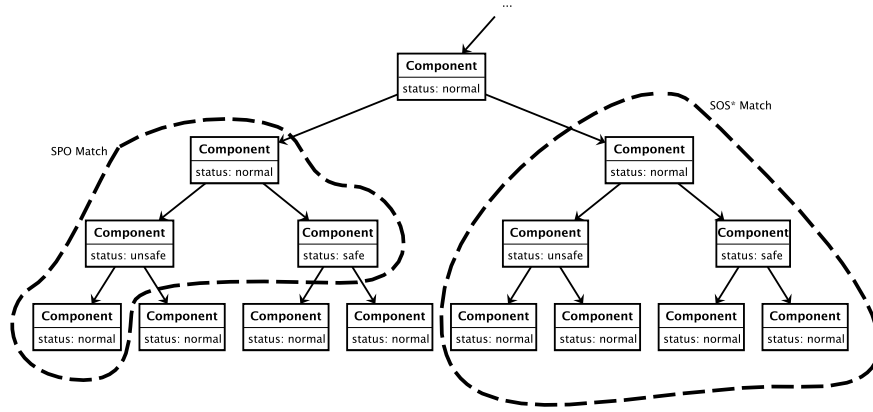 ...
Component
status: normal
SOS* Match
SPO Match
Component
status: normal
Component
status: normal
Component
status: unsafe
Component
status: safe
Component
status: unsafe
Component
status: safe
Component
status: normal
Component
status: normal
Component
status: normal
Component
status: normal
Component
status: normal
Component
status: normal
Component
status: normal
Component
status: normal